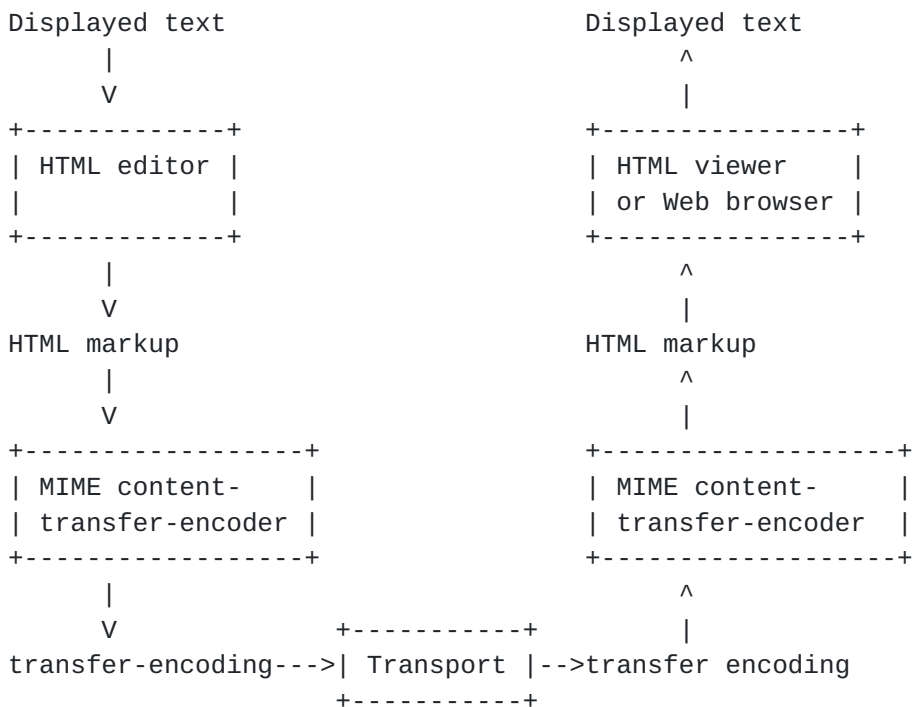 Displayed text                     Displayed text
      |                                  ^
      V                                  |
+-------------+                    +----------------+
| HTML editor |                    | HTML viewer    |
|             |                    | or Web browser |
+-------------+                    +----------------+
      |                                  ^
      V                                  |
HTML markup                        HTML markup
      |                                  ^
      V                                  |
+------------------+               +-------------------+
| MIME content-    |               | MIME content-     |
| transfer-encoder |               | transfer-encoder  |
+------------------+               +-------------------+
      |                                  ^
      V             +-----------+        |
transfer-encoding--->| Transport |-->transfer encoding
                    +-----------+